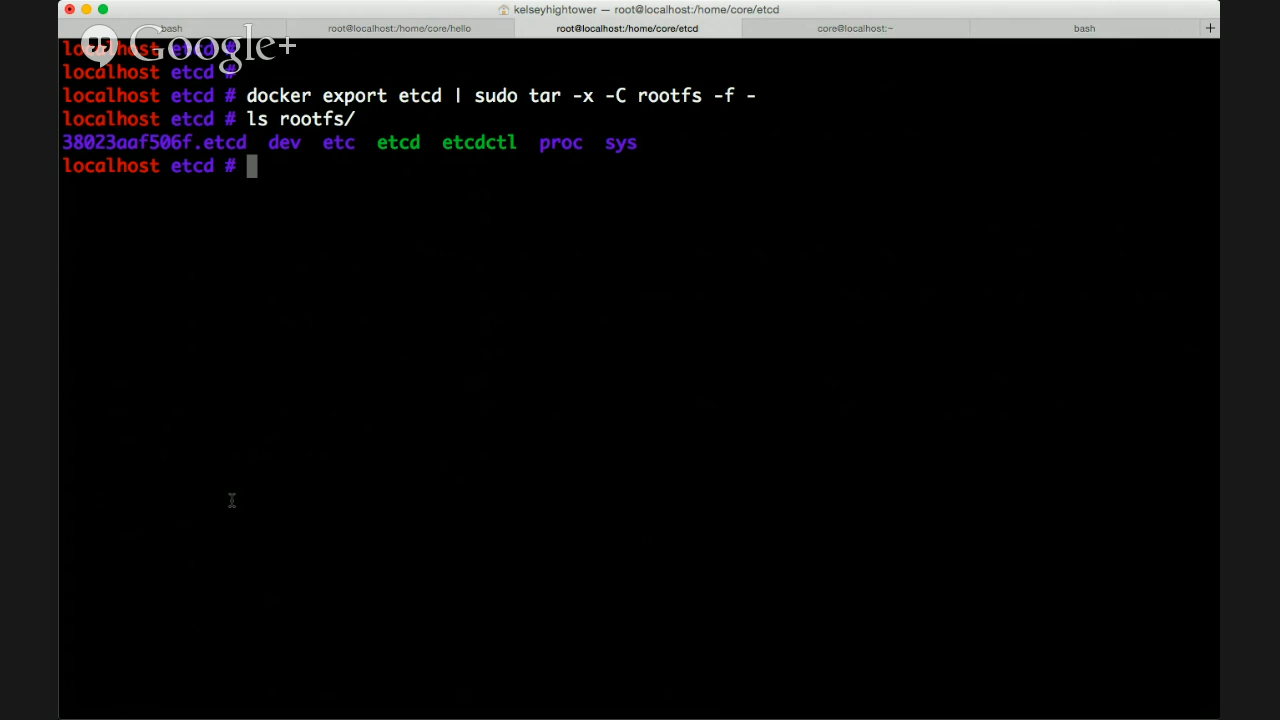 kelseyhightower — root@localhost:/home/core/etcd
bash root@localhost:/home/core/hello root@localhost:/home/core/etcd core@localhost:~ bash +
Google+
localhost etcd #
localhost etcd #
localhost etcd # docker export etcd | sudo tar -x -C rootfs -f -
localhost etcd # ls rootfs/
38023aaf506f.etcd dev etc etcd etcdctl proc sys
localhost etcd #